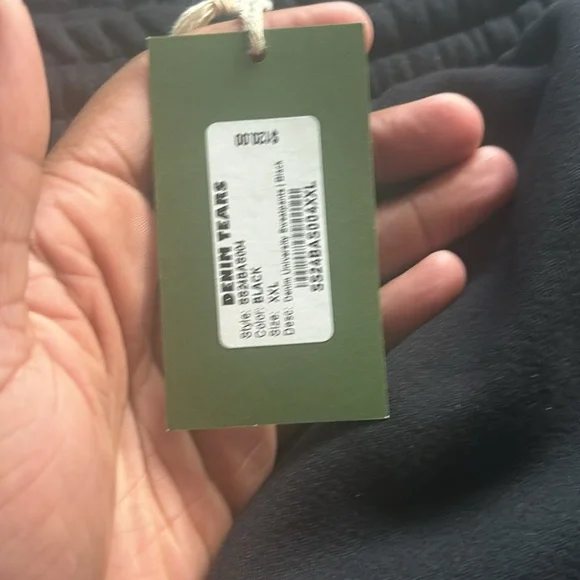 DENIM TEARS
Style: SS24BAS004
Color: BLACK
Size: XXL
Desc: Denim University Sweatpants | Black
SS24BAS004XXL
$120.00